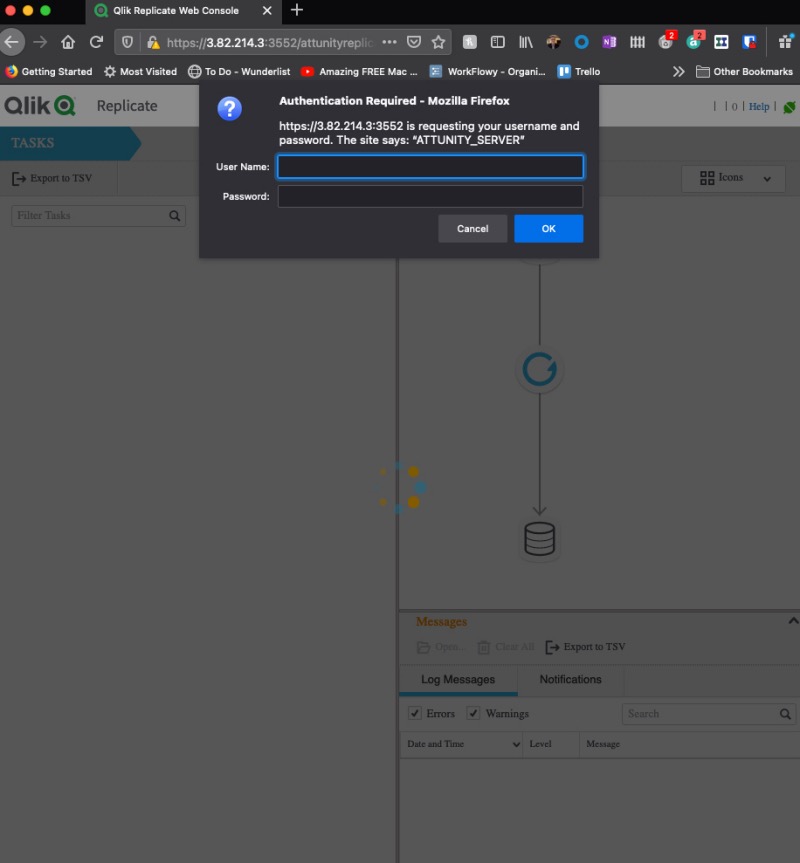 Qlik Replicate Web Console
https://3.82.214.3:3552/attunityreplic
2
2
Getting Started
Most Visited
To Do - Wunderlist
Amazing FREE Mac ...
WorkFlowy - Organi...
Trello
Other Bookmarks
Qlik Replicate
| | 0 | Help |
Authentication Required - Mozilla Firefox
https://3.82.214.3:3552 is requesting your username and
password. The site says: “ATTUNITY_SERVER”
User Name:
Password:
Cancel
OK
TASKS
Export to TSV
Icons
Filter Tasks
Messages
Open...
Clear All
Export to TSV
Log Messages
Notifications
Errors
Warnings
Search
Date and Time
Level
Message